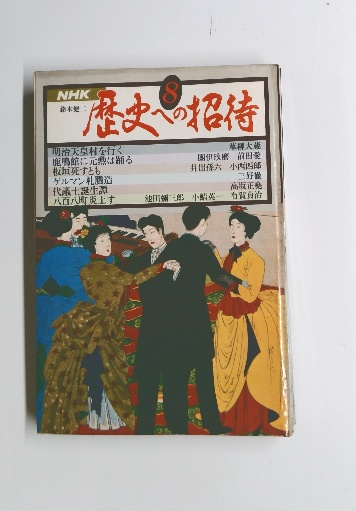 NHK
鈴木健二
歴史への招待
8
明治天皇村を行く 草柳大蔵
鹿鳴館に元勲は踊る 團伊玖磨 前田愛
板垣死すとも 井出孫六 小西四郎
ゲルマン札贋造 三好徹
代議士誕生譚 高坂正堯
八百八町炎上す 池田彌三郎 小鯖英一 有賀貞治